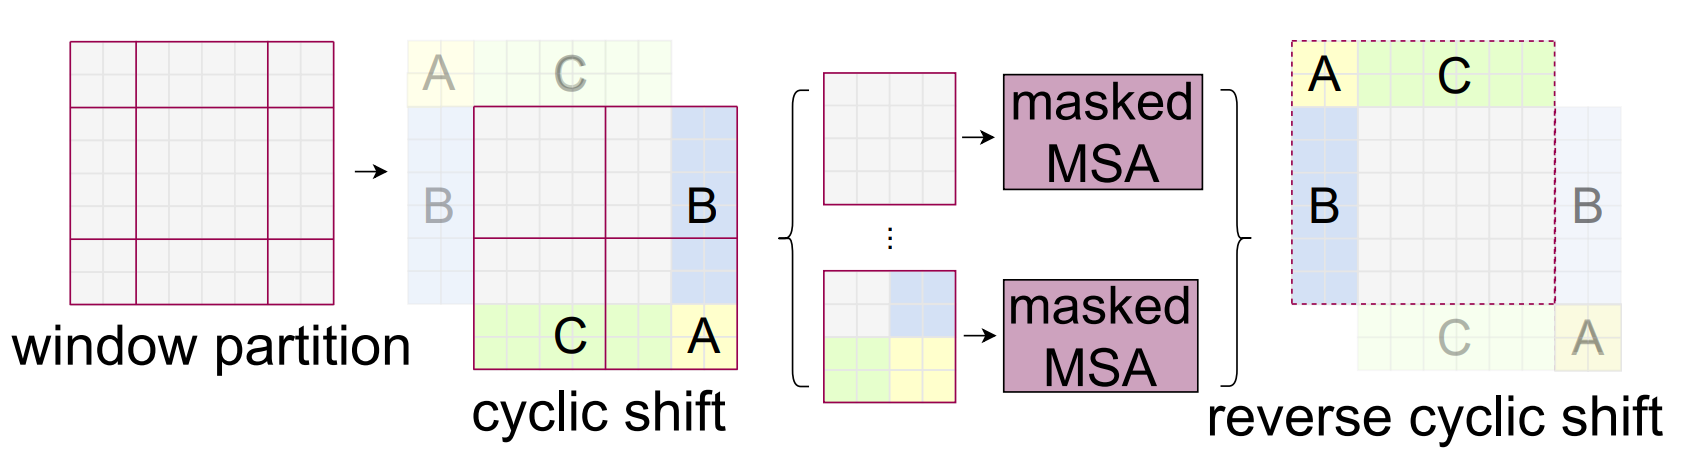 window partition
A
C
B
B
C
A
cyclic shift
masked
MSA
⋮
masked
MSA
A
C
B
B
C
A
reverse cyclic shift